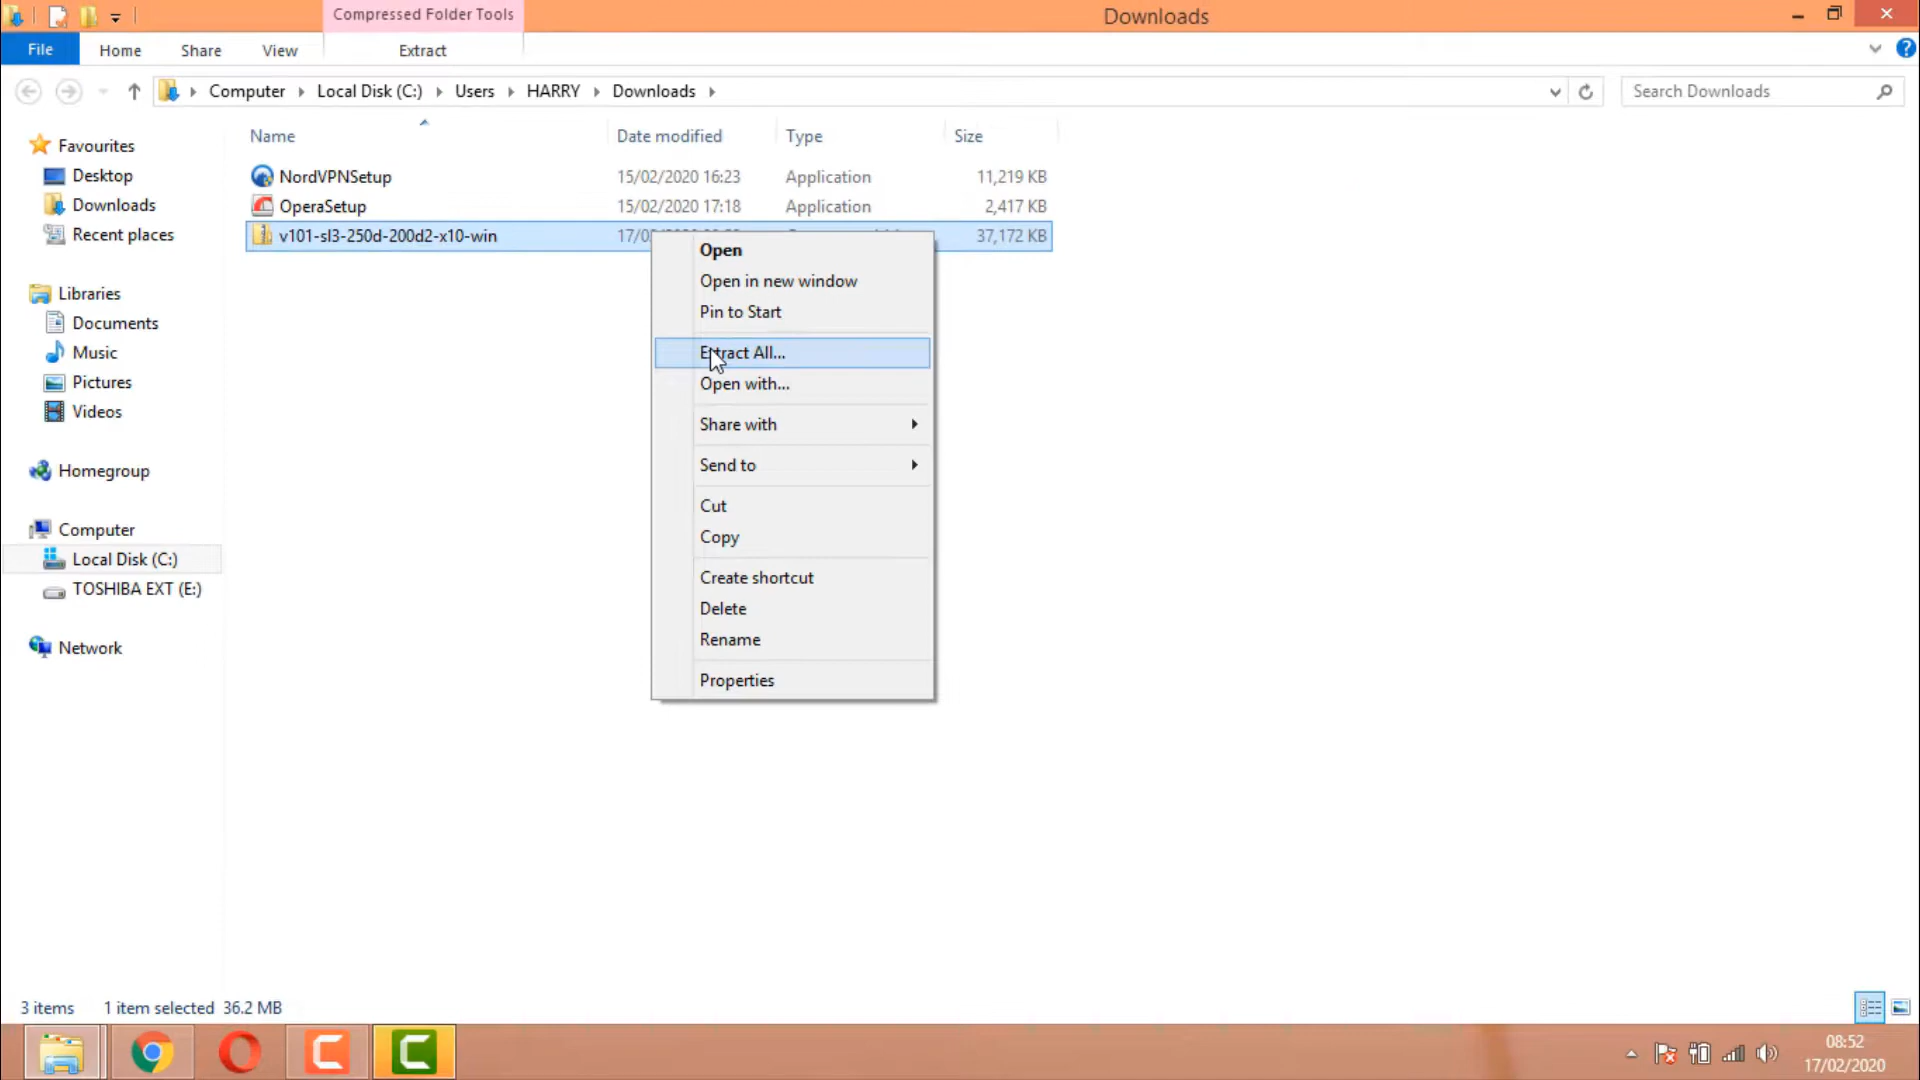 Compressed Folder Tools
Downloads
File Home Share View Extract
Computer Local Disk (C:) Users HARRY Downloads
Search Downloads
Name Date modified Type Size
NordVPNSetup 15/02/2020 16:23 Application 11,219 KB
OperaSetup 15/02/2020 17:18 Application 2,417 KB
v101-sl3-250d-200d2-x10-win 37,172 KB
Favourites
Desktop
Downloads
Recent places
Libraries
Documents
Music
Pictures
Videos
Homegroup
Computer
Local Disk (C:)
TOSHIBA EXT (E:)
Network
Open
Open in new window
Pin to Start
Extract All...
Open with...
Share with
Send to
Cut
Copy
Create shortcut
Delete
Rename
Properties
3 items 1 item selected 36.2 MB
08:52
17/02/2020